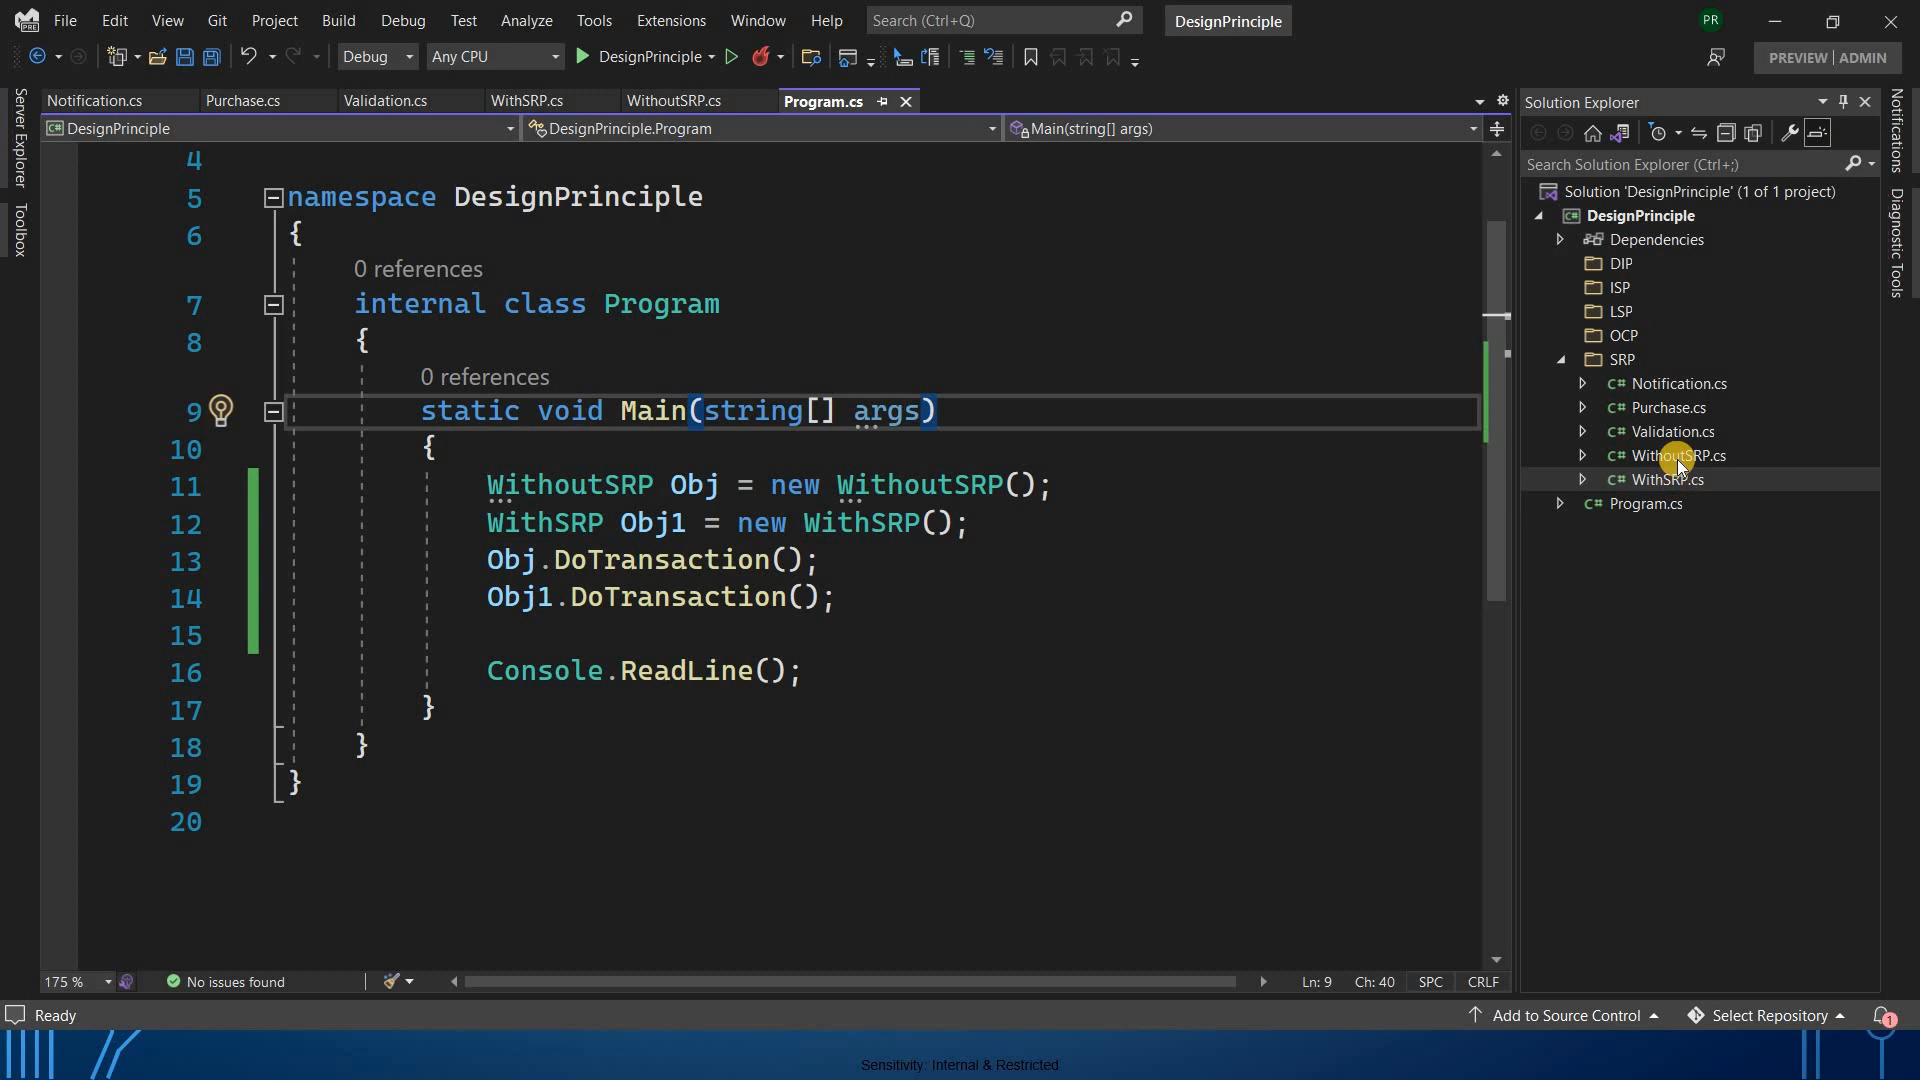 File Edit View Git Project Build Debug Test Analyze Tools Extensions Window Help Search (Ctrl+Q) DesignPrinciple PR
Debug Any CPU DesignPrinciple PREVIEW | ADMIN
Server Explorer
Toolbox
Notification.cs Purchase.cs Validation.cs WithSRP.cs WithoutSRP.cs Program.cs
C# DesignPrinciple DesignPrinciple.Program Main(string[] args)
4
5 namespace DesignPrinciple
6 {
0 references
7 internal class Program
8 {
0 references
9 static void Main(string[] args)
10 {
11 WithoutSRP Obj = new WithoutSRP();
12 WithSRP Obj1 = new WithSRP();
13 Obj.DoTransaction();
14 Obj1.DoTransaction();
15
16 Console.ReadLine();
17 }
18 }
19 }
20
175 % No issues found Ln: 9 Ch: 40 SPC CRLF
Solution Explorer
Search Solution Explorer (Ctrl+;)
Solution 'DesignPrinciple' (1 of 1 project)
C# DesignPrinciple
Dependencies
DIP
ISP
LSP
OCP
SRP
C# Notification.cs
C# Purchase.cs
C# Validation.cs
C# WithoutSRP.cs
C# WithSRP.cs
C# Program.cs
Notifications
Diagnostic Tools
Ready Add to Source Control Select Repository 1
Sensitivity: Internal & Restricted